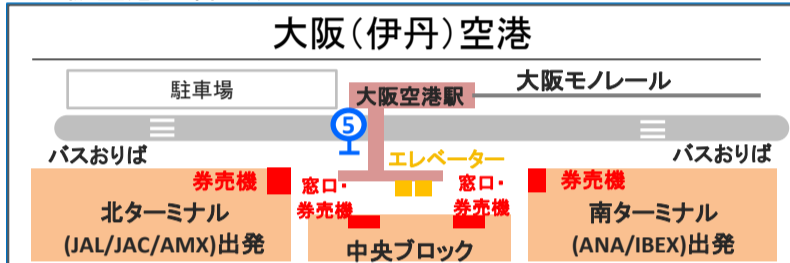 大阪(伊丹)空港
駐車場
大阪空港駅
大阪モノレール
5
バスおりば
エレベーター
バスおりば
券売機
窓口・
券売機
窓口・
券売機
券売機
北ターミナル
(JAL/JAC/AMX)出発
中央ブロック
南ターミナル
(ANA/IBEX)出発